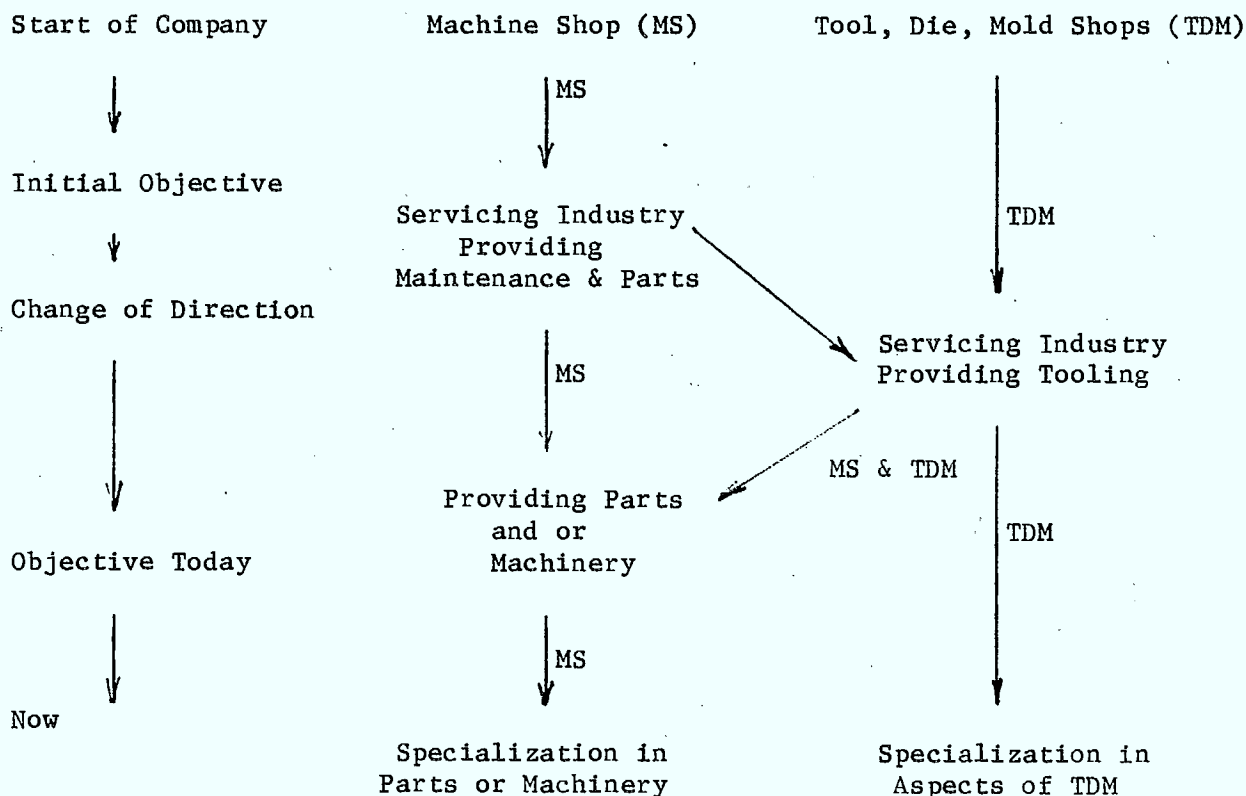 Start of Company
Machine Shop (MS)
Tool, Die, Mold Shops (TDM)
MS
Initial Objective
Servicing Industry
Providing
Maintenance & Parts
TDM
Change of Direction
Servicing Industry
Providing Tooling
MS
MS & TDM
Providing Parts
and or
Machinery
TDM
Objective Today
MS
Now
Specialization in
Parts or Machinery
Specialization in
Aspects of TDM